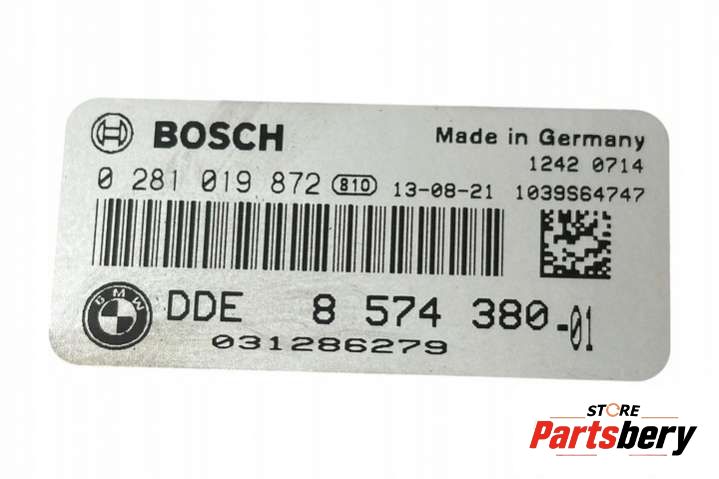 BOSCH
Made in Germany
1242 0714
0 281 019 872 810 13-08-21 1039S64747
BMW
DDE 8 574 380-01
031286279
STORE
Partsbery